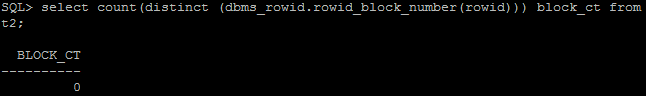 SQL> select count(distinct (dbms_rowid.rowid_block_number(rowid))) block_ct from
t2;
BLOCK_CT
----------
0